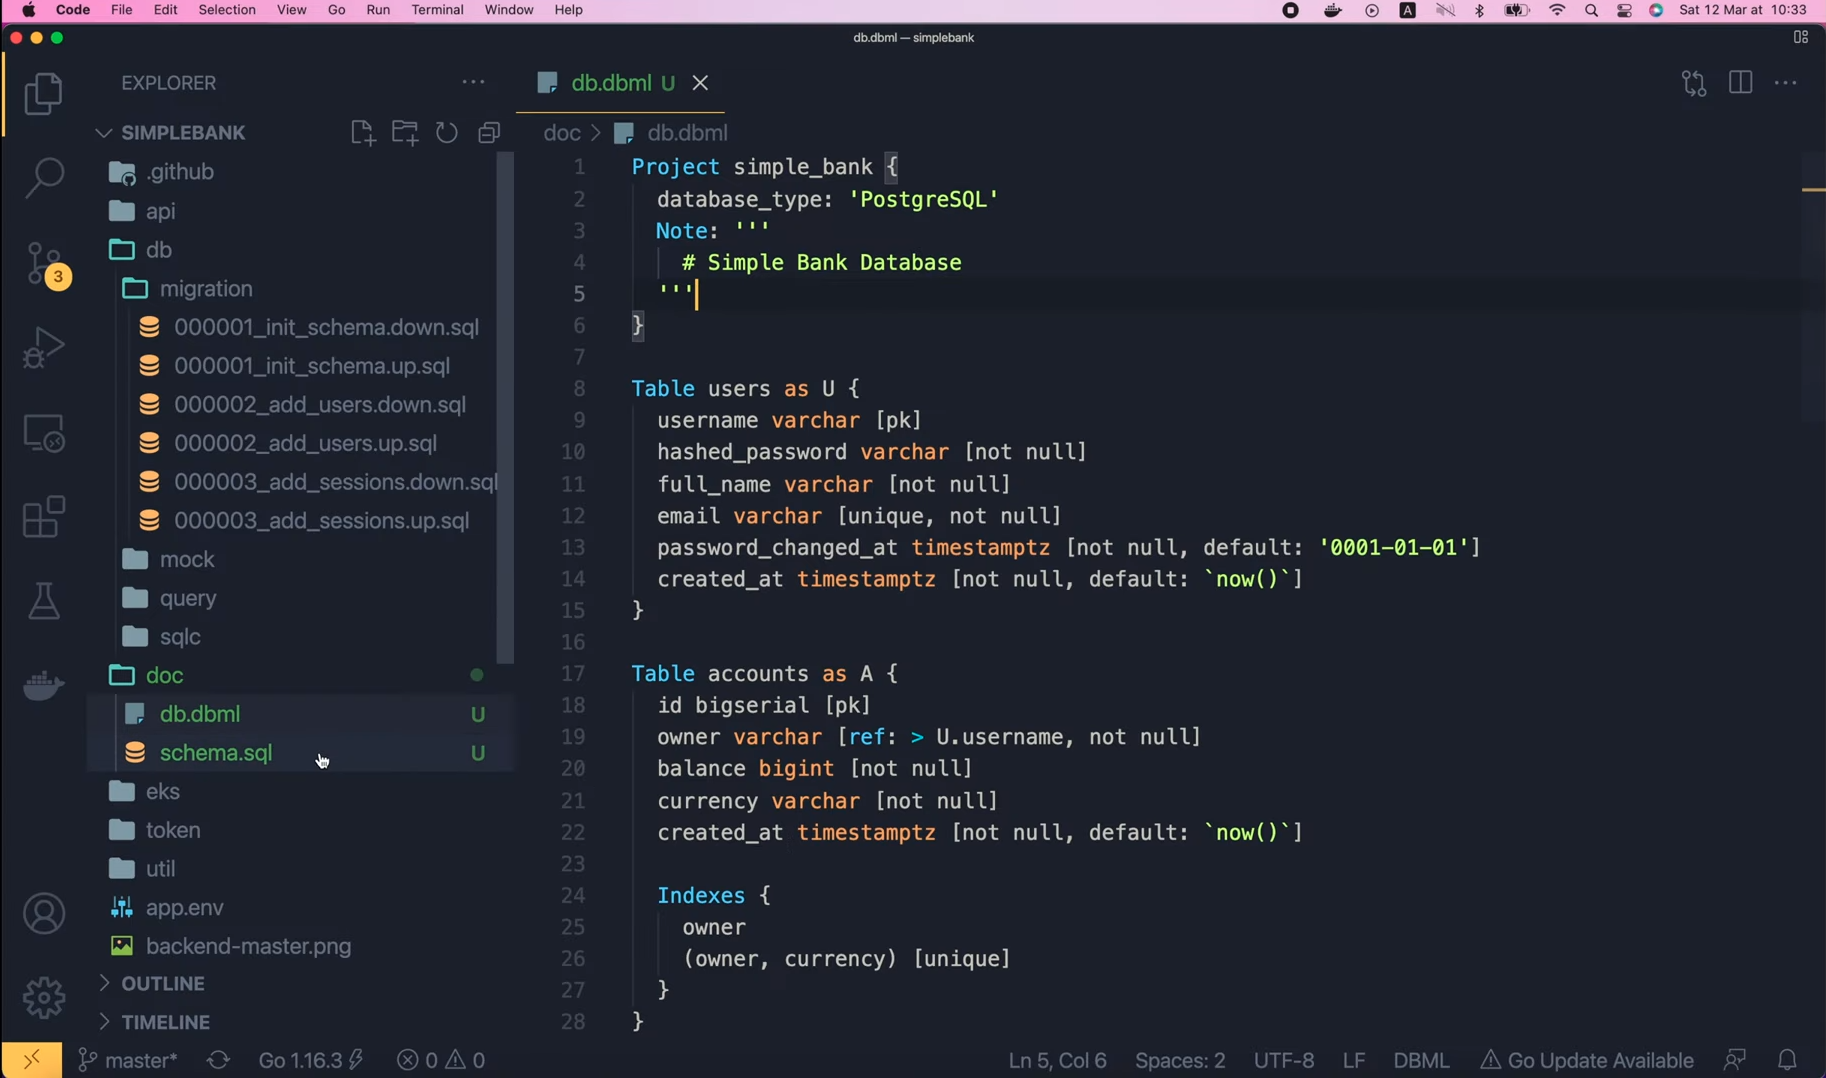 Code File Edit Selection View Go Run Terminal Window Help
A
Sat 12 Mar at 10:33
db.dbml — simplebank
EXPLORER
SIMPLEBANK
.github
api
db
migration
000001_init_schema.down.sql
000001_init_schema.up.sql
000002_add_users.down.sql
000002_add_users.up.sql
000003_add_sessions.down.sql
000003_add_sessions.up.sql
mock
query
sqlc
doc
db.dbml U
schema.sql U
eks
token
util
app.env
backend-master.png
OUTLINE
TIMELINE
3
db.dbml U
doc > db.dbml
1 Project simple_bank {
2 database_type: 'PostgreSQL'
3 Note: '''
4 # Simple Bank Database
5 '''
6 }
7
8 Table users as U {
9 username varchar [pk]
10 hashed_password varchar [not null]
11 full_name varchar [not null]
12 email varchar [unique, not null]
13 password_changed_at timestamptz [not null, default: '0001-01-01']
14 created_at timestamptz [not null, default: `now()`]
15 }
16
17 Table accounts as A {
18 id bigserial [pk]
19 owner varchar [ref: > U.username, not null]
20 balance bigint [not null]
21 currency varchar [not null]
22 created_at timestamptz [not null, default: `now()`]
23
24 Indexes {
25 owner
26 (owner, currency) [unique]
27 }
28 }
master* Go 1.16.3 0 0 Ln 5, Col 6 Spaces: 2 UTF-8 LF DBML Go Update Available